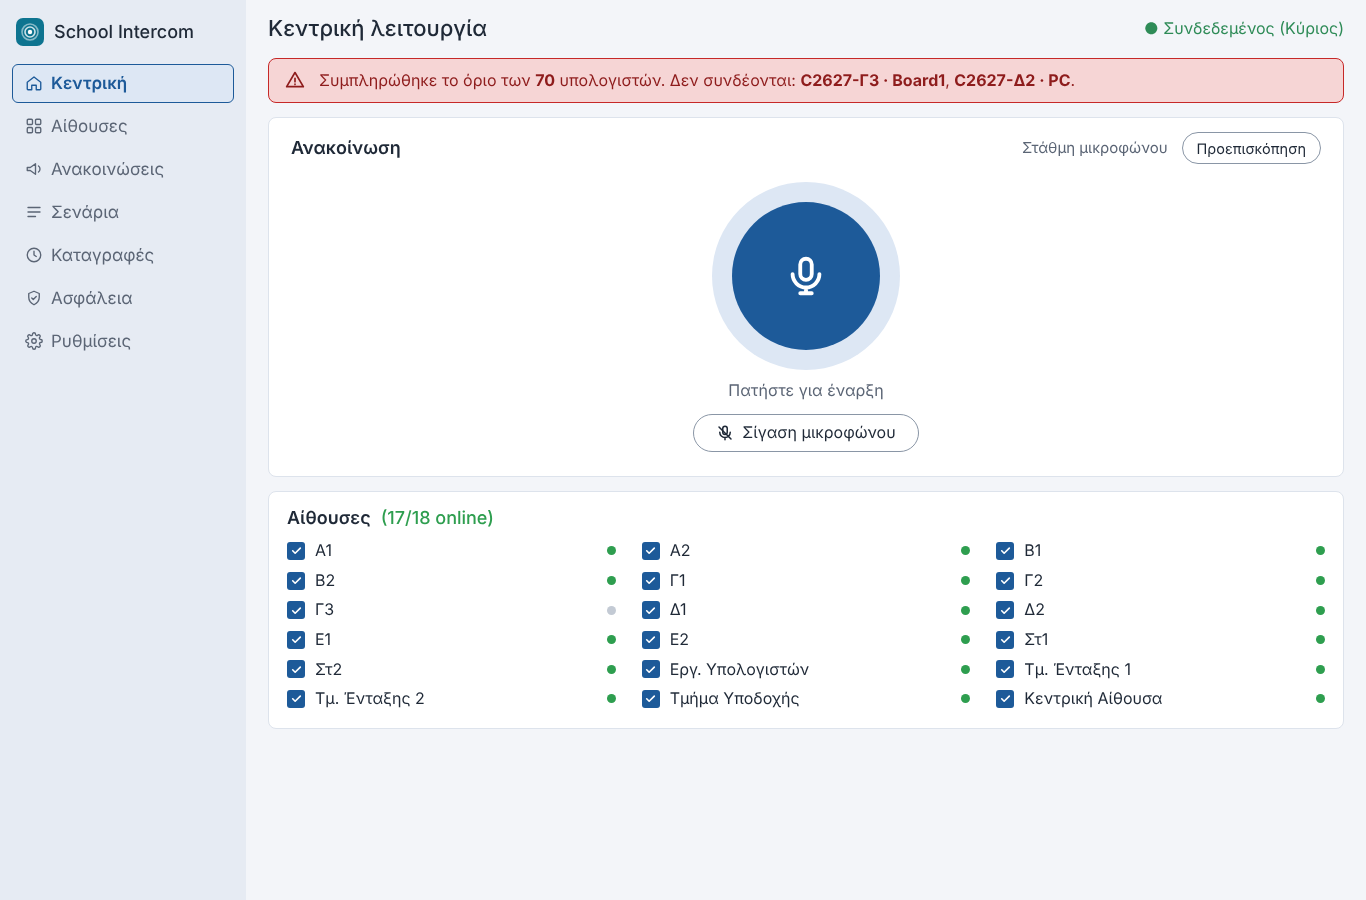 School Intercom
Κεντρική
Αίθουσες
Ανακοινώσεις
Σενάρια
Καταγραφές
Ασφάλεια
Ρυθμίσεις
Κεντρική λειτουργία
Συνδεδεμένος (Κύριος)
Συμπληρώθηκε το όριο των 70 υπολογιστών. Δεν συνδέονται: C2627-Γ3 · Board1, C2627-Δ2 · PC.
Ανακοίνωση
Στάθμη μικροφώνου
Προεπισκόπηση
Πατήστε για έναρξη
Σίγαση μικροφώνου
Αίθουσες (17/18 online)
Α1 Α2 Β1
Β2 Γ1 Γ2
Γ3 Δ1 Δ2
Ε1 Ε2 Στ1
Στ2 Εργ. Υπολογιστών Τμ. Ένταξης 1
Τμ. Ένταξης 2 Τμήμα Υποδοχής Κεντρική Αίθουσα